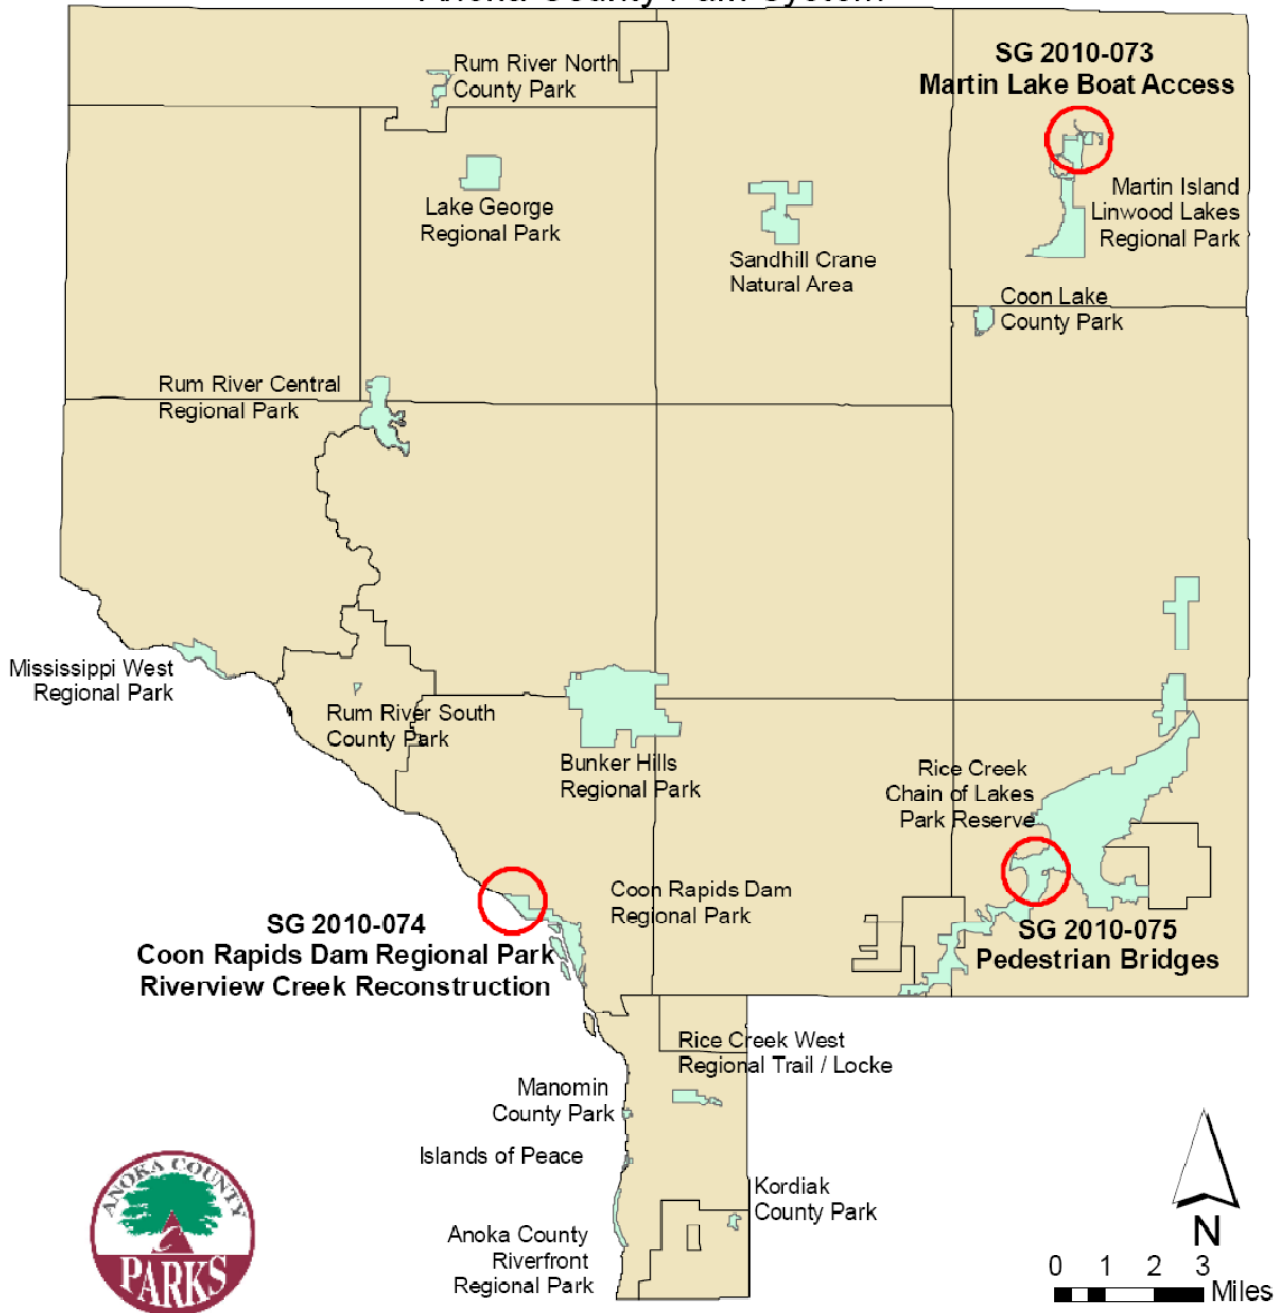 Anoka County Park System
Rum River North
County Park
SG 2010-073
Martin Lake Boat Access
Lake George
Regional Park
Martin Island
Linwood Lakes
Regional Park
Sandhill Crane
Natural Area
Coon Lake
County Park
Rum River Central
Regional Park
Mississippi West
Regional Park
Rum River South
County Park
Bunker Hills
Regional Park
Rice Creek
Chain of Lakes
Park Reserve
Coon Rapids Dam
Regional Park
SG 2010-074
Coon Rapids Dam Regional Park
Riverview Creek Reconstruction
SG 2010-075
Pedestrian Bridges
Rice Creek West
Regional Trail / Locke
Manomin
County Park
Islands of Peace
Kordiak
County Park
Anoka County
Riverfront
Regional Park
ANOKA COUNTY
PARKS
N
0 1 2 3
Miles